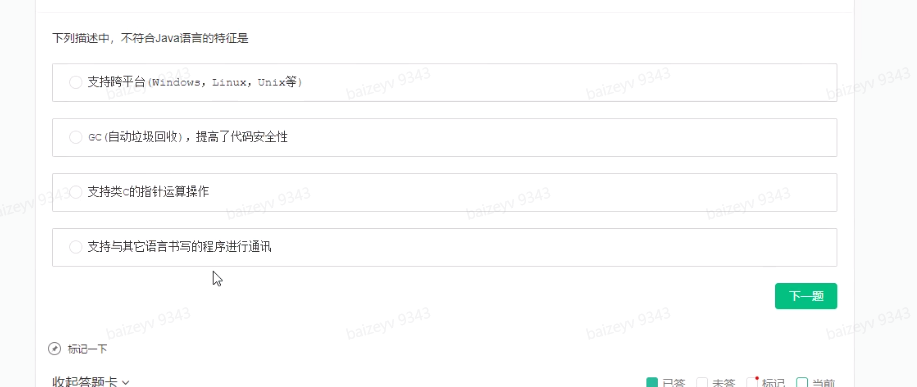 下列描述中，不符合Java语言的特征是
支持跨平台(Windows，Linux，Unix等)
GC(自动垃圾回收)，提高了代码安全性
支持类C的指针运算操作
支持与其它语言书写的程序进行通讯
下一题
标记一下
收起答题卡
已答 未答 标记 当前
baizeyv 9343 baizeyv 9343 baizeyv 9343 baizeyv 9343
baizeyv 9343 baizeyv 9343 baizeyv 9343 baizeyv 9343
baizeyv 9343 baizeyv 9343 baizeyv 9343 baizeyv 9343